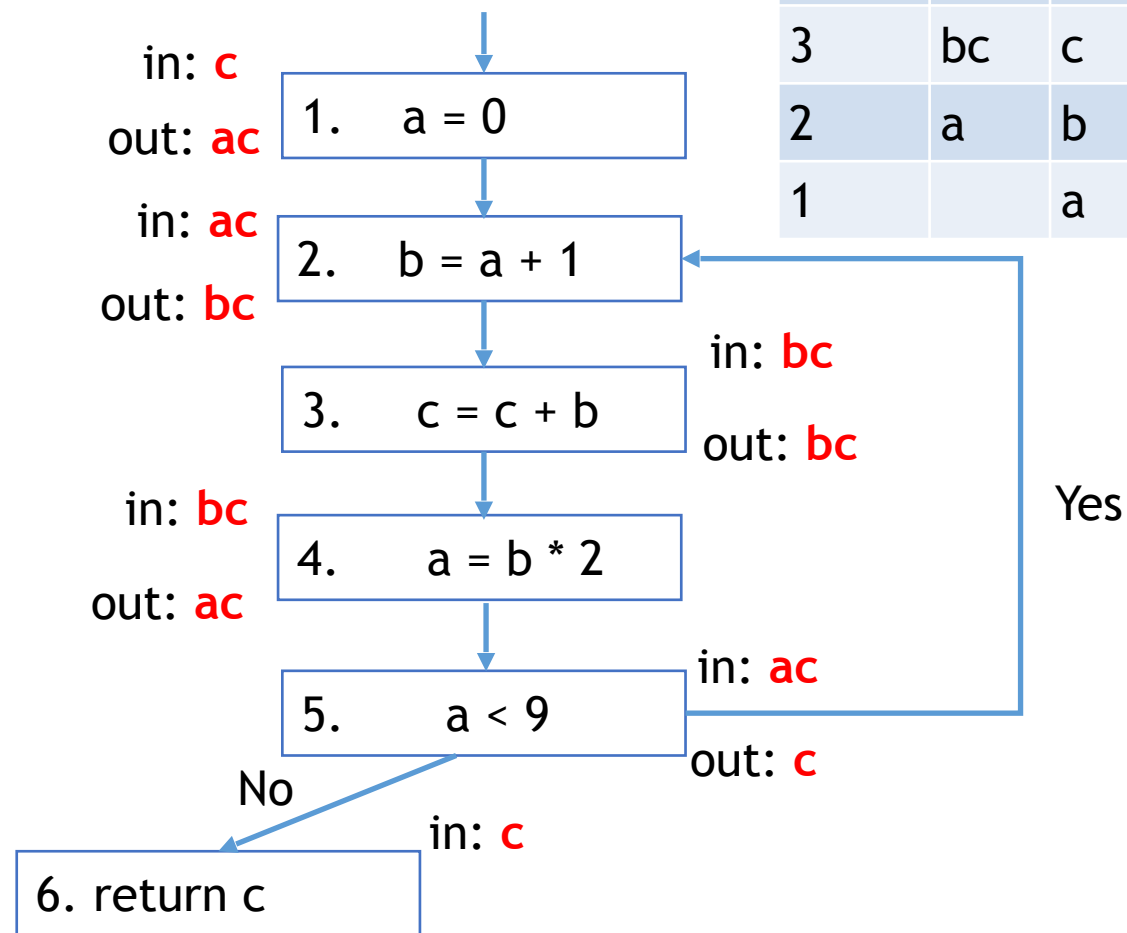 3 bc c
2 a b
1 a
in: c
out: ac
1. a = 0
in: ac
out: bc
2. b = a + 1
in: bc
out: bc
3. c = c + b
in: bc
out: ac
4. a = b * 2
Yes
in: ac
out: c
5. a < 9
No
in: c
6. return c